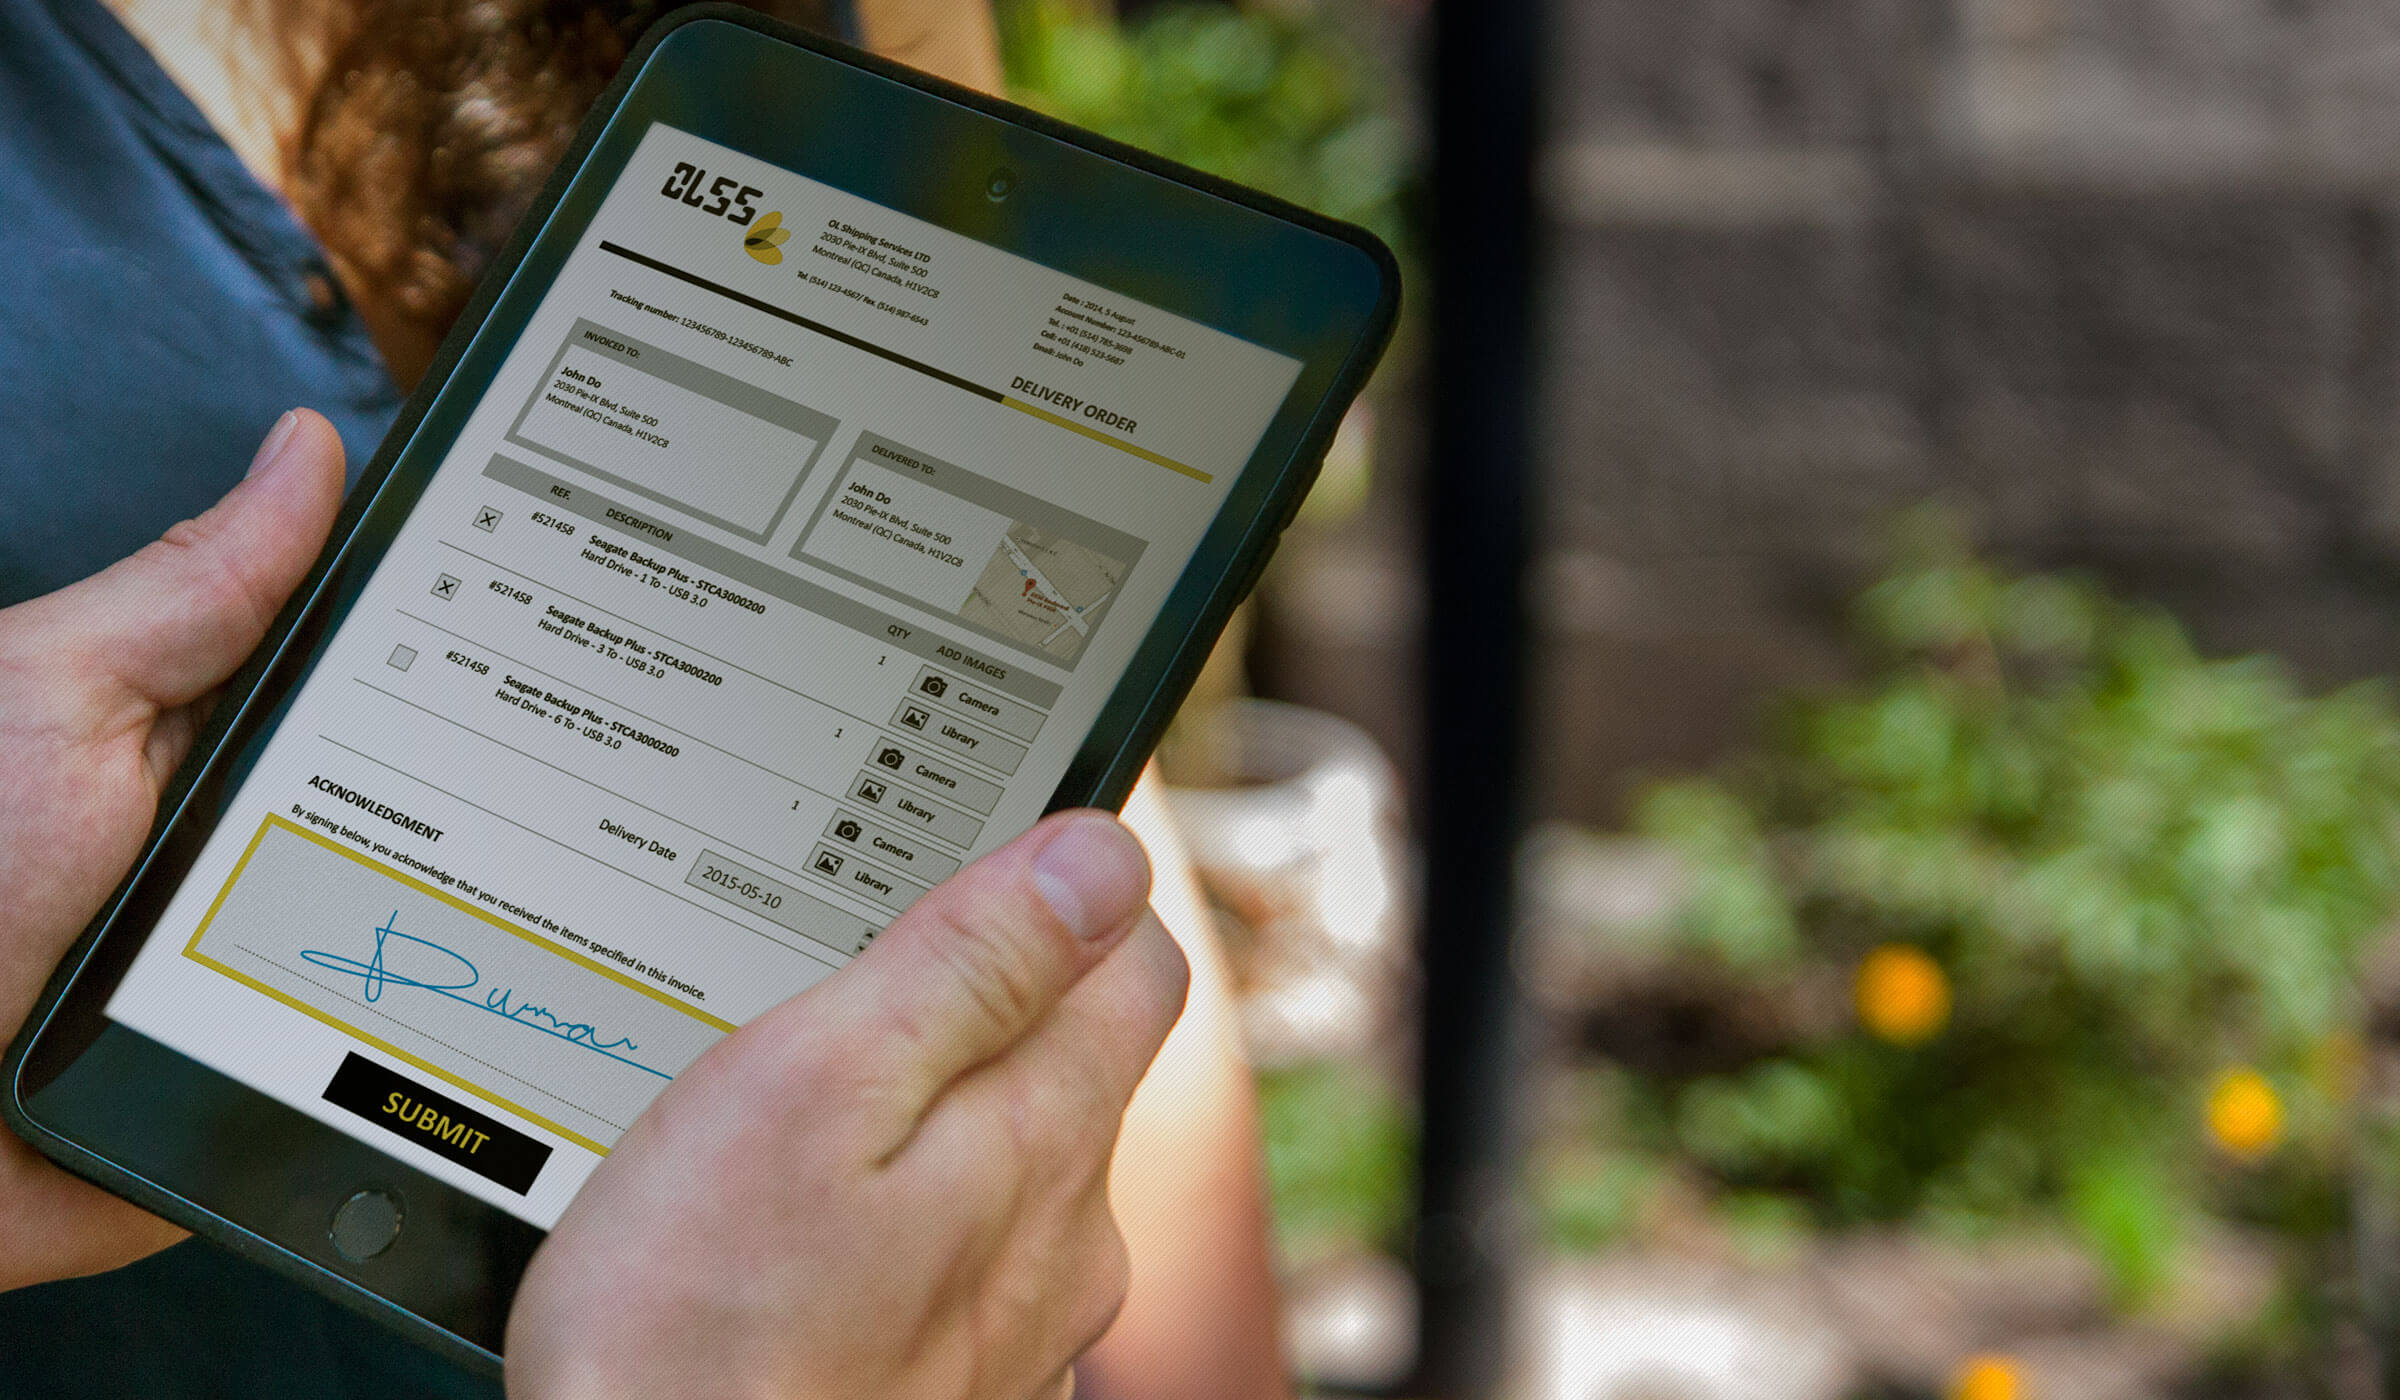 OLSS
OL Shipping Services LTD
2030 Pie-IX Blvd, Suite 500
Montreal (QC) Canada, H1V2C8
Tel. (514) 123-4567/ Fax. (514) 987-6543
Date : 2014, 5 August
Account Number: 123-456789-ABC-01
Tel. : +01 (514) 785-3698
Cell: +01 (418) 523-5687
Email: John Do
DELIVERY ORDER
Tracking number: 123456789-123456789-ABC
INVOICED TO:
John Do
2030 Pie-IX Blvd, Suite 500
Montreal (QC) Canada, H1V2C8
DELIVERED TO:
John Do
2030 Pie-IX Blvd, Suite 500
Montreal (QC) Canada, H1V2C8
REF. DESCRIPTION QTY ADD IMAGES
#521458 Seagate Backup Plus - STCA3000200 1 Camera
Hard Drive - 1 To - USB 3.0 Library
#521458 Seagate Backup Plus - STCA3000200 1 Camera
Hard Drive - 3 To - USB 3.0 Library
#521458 Seagate Backup Plus - STCA3000200 1 Camera
Hard Drive - 6 To - USB 3.0 Library
Delivery Date 2015-05-10
ACKNOWLEDGMENT
By signing below, you acknowledge that you received the items specified in this invoice.
SUBMIT